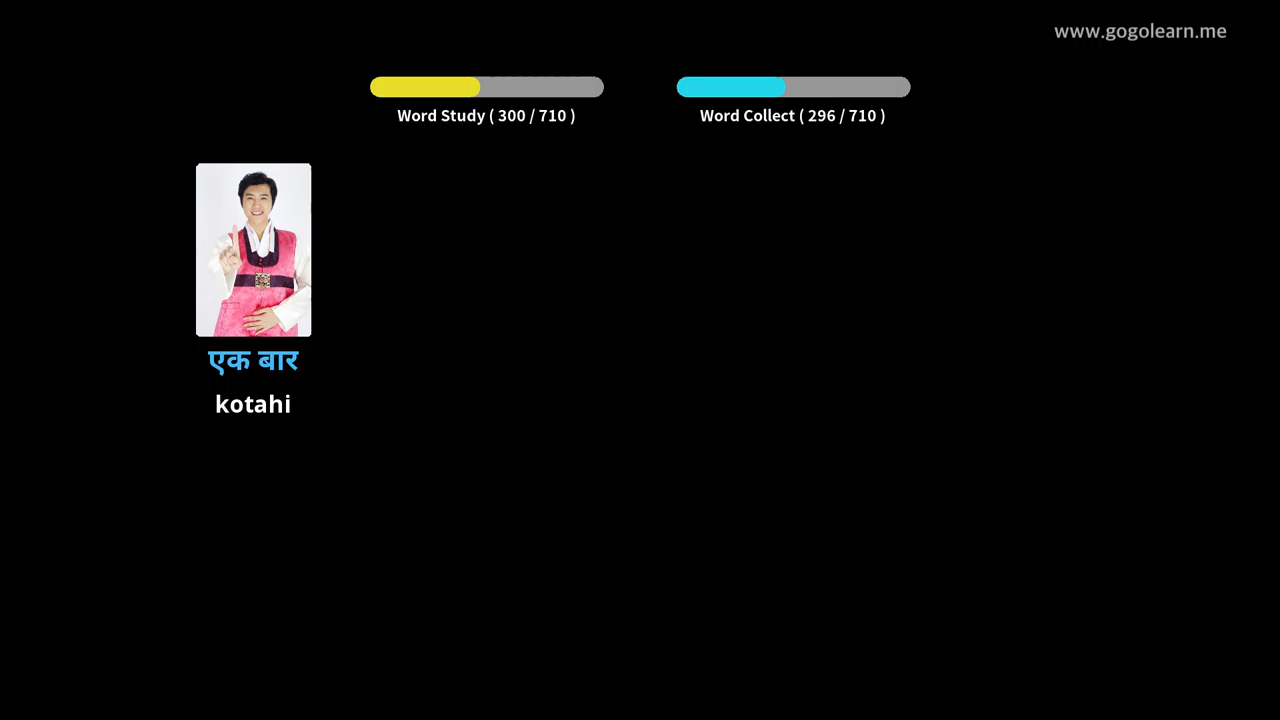 www.gogolearn.me
Word Study ( 300 / 710 )
Word Collect ( 296 / 710 )
एक बार
kotahi